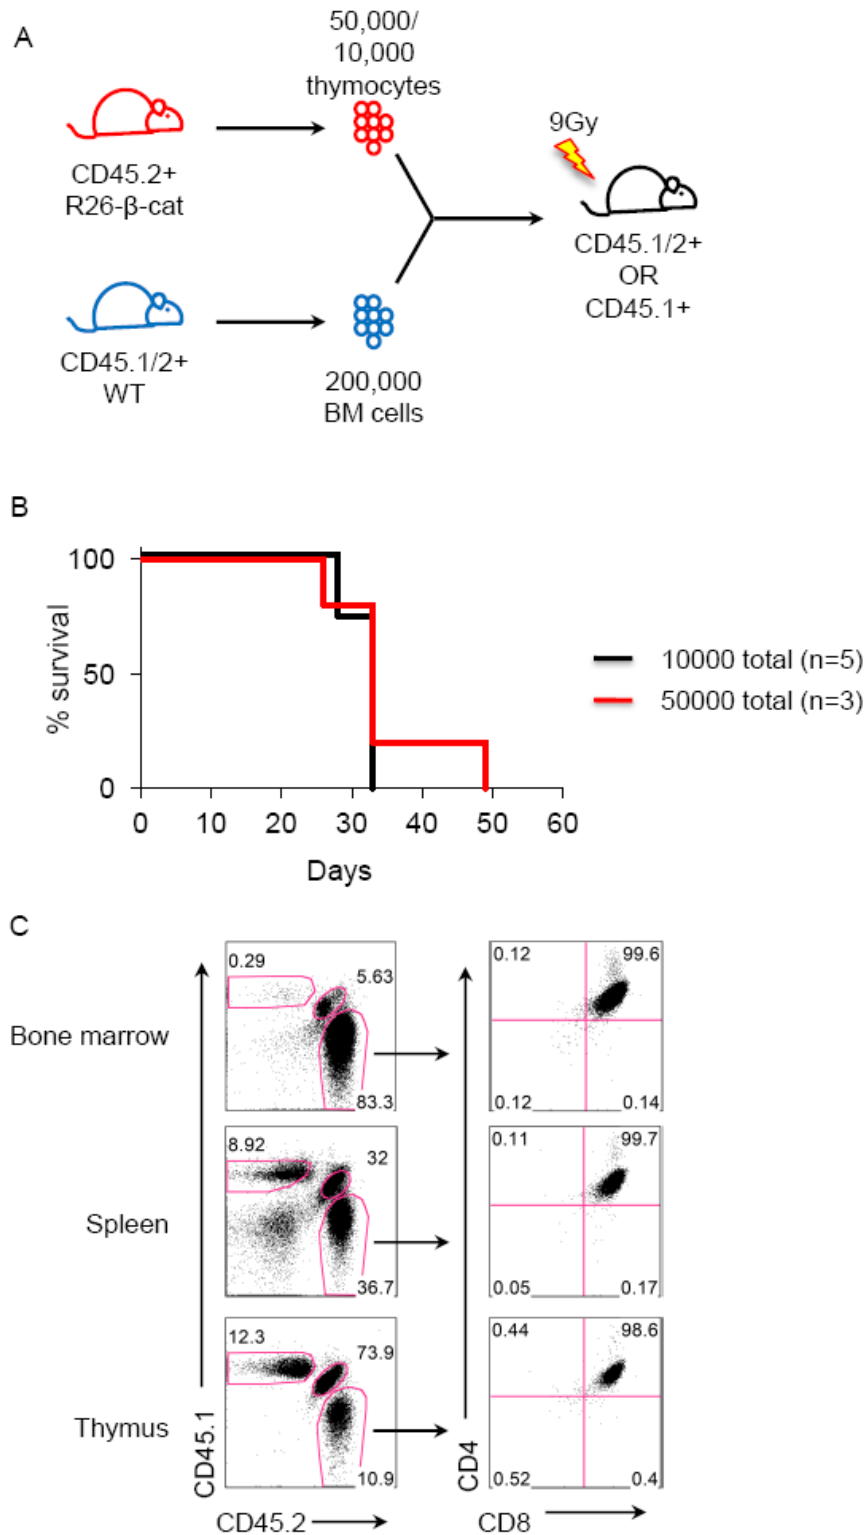 A
50,000/
10,000
thymocytes
9Gy
CD45.2+
R26-β-cat
CD45.1/2+
OR
CD45.1+
CD45.1/2+
WT
200,000
BM cells
B
% survival
100
50
0
0 10 20 30 40 50 60
Days
10000 total (n=5)
50000 total (n=3)
C
Bone marrow
0.29
5.63
83.3
0.12
99.6
0.12
0.14
Spleen
8.92
32
36.7
0.11
99.7
0.05
0.17
Thymus
12.3
73.9
10.9
0.44
98.6
0.52
0.4
CD45.1
CD45.2
CD4
CD8